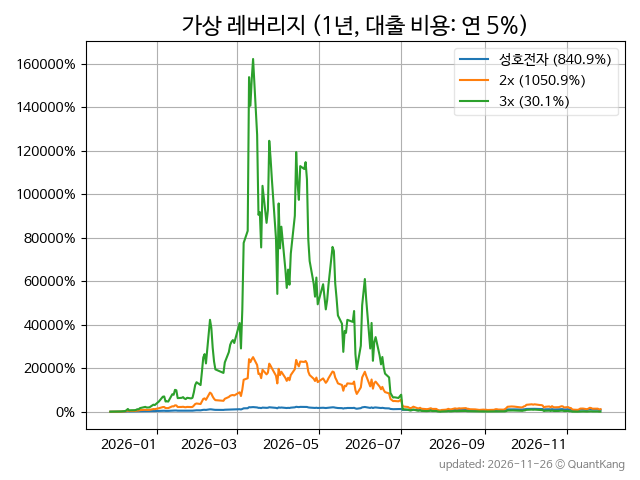 가상 레버리지 (1년, 대출 비용: 연 5%)
성호전자 (840.9%)
2x (1050.9%)
3x (30.1%)
160000%
140000%
120000%
100000%
80000%
60000%
40000%
20000%
0%
2026-01 2026-03 2026-05 2026-07 2026-09 2026-11
updated: 2026-11-26 © QuantKang